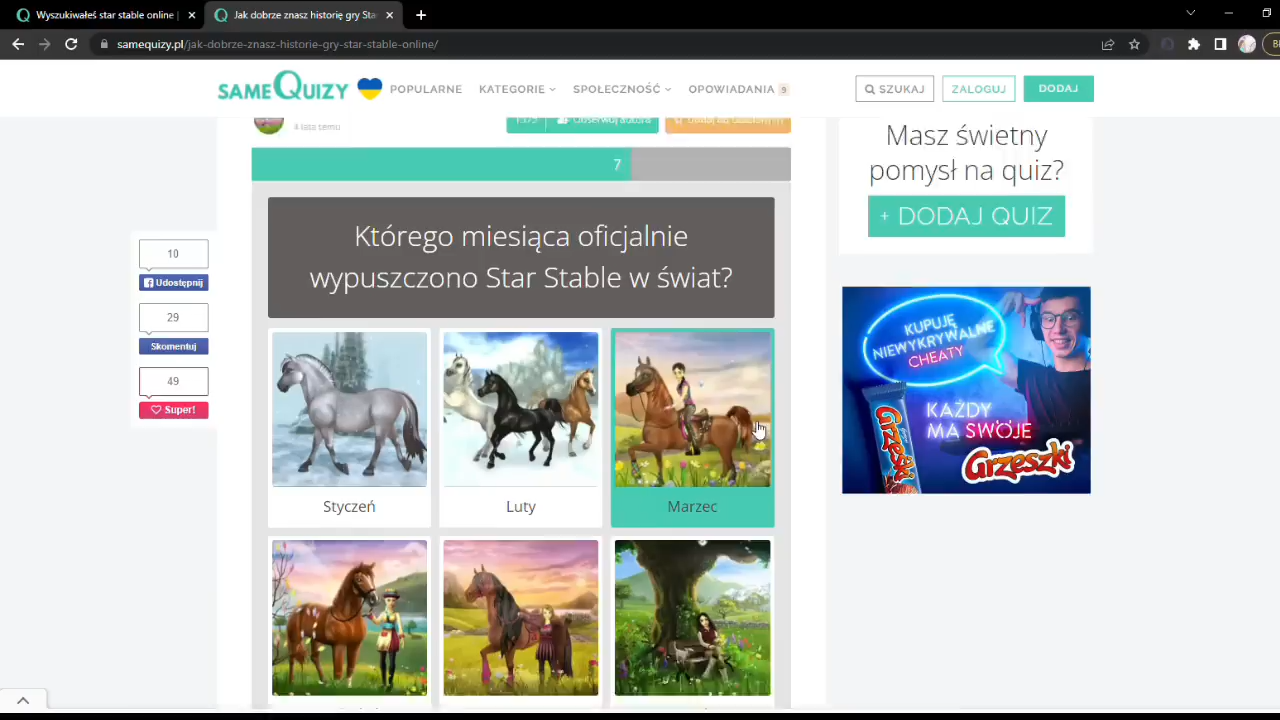 Wyszukiwałeś star stable online |
Jak dobrze znasz historię gry Sta
samequizy.pl/jak-dobrze-znasz-historie-gry-star-stable-online/
SAMEQUIZY
POPULARNE
KATEGORIE
SPOŁECZNOŚĆ
OPOWIADANIA 9
SZUKAJ
ZALOGUJ
DODAJ
4 lata temu
Masz świetny
pomysł na quiz?
+ DODAJ QUIZ
7
Którego miesiąca oficjalnie
wypuszczono Star Stable w świat?
10
Udostępnij
29
Skomentuj
49
Super!
KUPUJĘ
NIEWYKRYWALNE
CHEATY
KAŻDY
MA SWOJE
Grzeszki
Grześki
Styczeń
Luty
Marzec